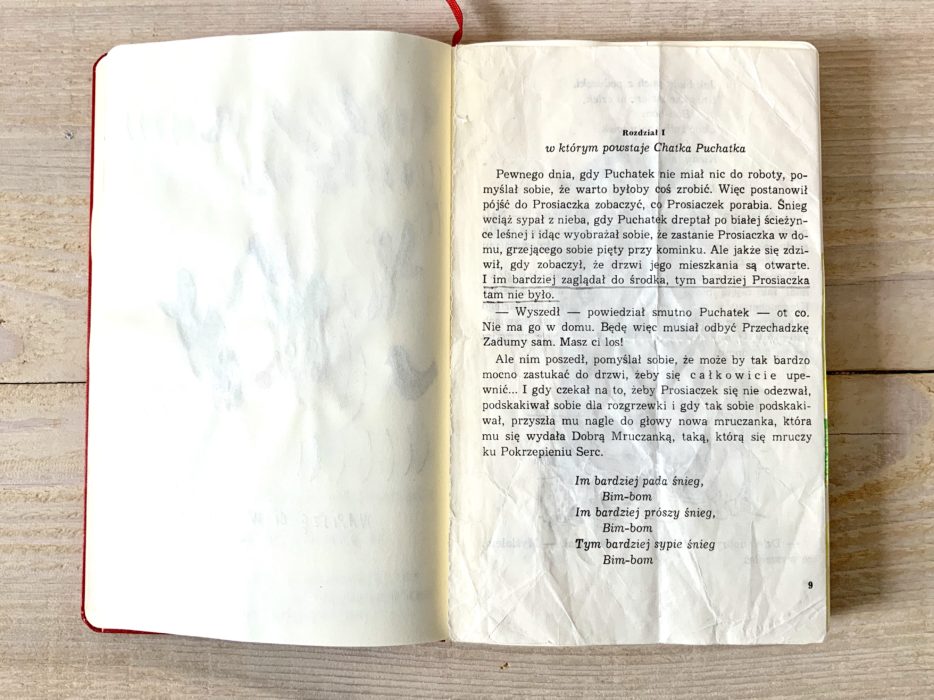 Rozdział I
w którym powstaje Chatka Puchatka
Pewnego dnia, gdy Puchatek nie miał nic do roboty, po-
myślał sobie, że warto byłoby coś zrobić. Więc postanowił
pójść do Prosiaczka zobaczyć, co Prosiaczek porabia. Śnieg
wciąż sypał z nieba, gdy Puchatek dreptał po białej ścieżyn-
ce leśnej i idąc wyobrażał sobie, że zastanie Prosiaczka w do-
mu, grzejącego sobie pięty przy kominku. Ale jakże się zdzi-
wił, gdy zobaczył, że drzwi jego mieszkania są otwarte.
I im bardziej zaglądał do środka, tym bardziej Prosiaczka
tam nie było.
— Wyszedł — powiedział smutno Puchatek — ot co.
Nie ma go w domu. Będę więc musiał odbyć Przechadzkę
Zadumy sam. Masz ci los!
Ale nim poszedł, pomyślał sobie, że może by tak bardzo
mocno zastukać do drzwi, żeby się całkowicie upe-
wnić... I gdy czekał na to, żeby Prosiaczek się nie odezwał,
podskakiwał sobie dla rozgrzewki i gdy tak sobie podskaki-
wał, przyszła mu nagle do głowy nowa mruczanka, która
mu się wydała Dobrą Mruczanką, taką, którą się mruczy
ku Pokrzepieniu Serc.
Im bardziej pada śnieg,
Bim-bom
Im bardziej prószy śnieg,
Bim-bom
Tym bardziej sypie śnieg
Bim-bom
9